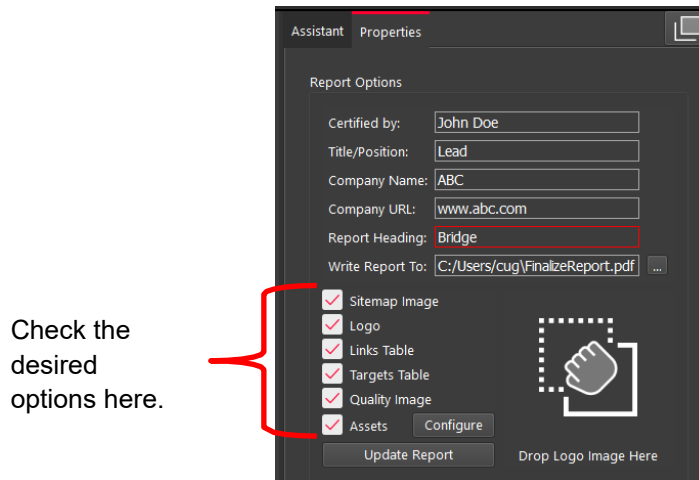 Assistant Properties
Report Options
Certified by: John Doe
Title/Position: Lead
Company Name: ABC
Company URL: www.abc.com
Report Heading: Bridge
Write Report To: C:/Users/cug\FinalizeReport.pdf ...
Sitemap Image
Logo
Links Table
Targets Table
Quality Image
Assets Configure
Update Report Drop Logo Image Here
Check the
desired
options here.